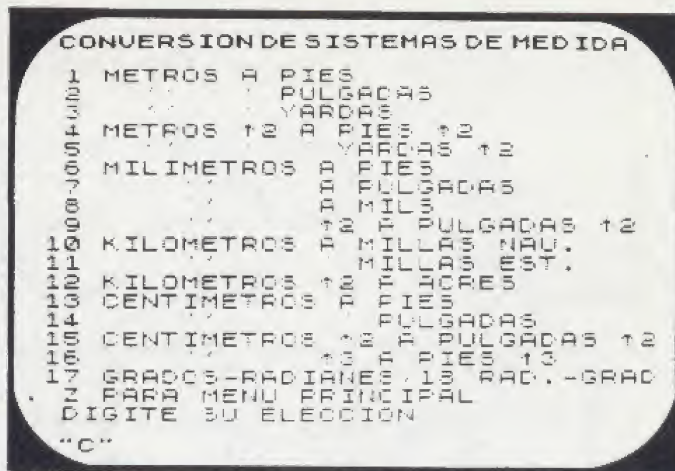 CONVERSION DE SISTEMAS DE MEDIDA
1 METROS A PIES
2 '' '' PULGADAS
3 '' '' YARDAS
4 METROS ↑2 A PIES ↑2
5 '' '' YARDAS ↑2
6 MILIMETROS A PIES
7 '' A PULGADAS
8 '' A MILS
9 '' ↑2 A PULGADAS ↑2
10 KILOMETROS A MILLAS NAU.
11 '' MILLAS EST.
12 KILOMETROS ↑2 A ACRES
13 CENTIMETROS A PIES
14 '' PULGADAS
15 CENTIMETROS ↑2 A PULGADAS ↑2
16 '' ↑3 A PIES ↑3
17 GRADOS-RADIANES,18 RAD.-GRAD
Z PARA MENU PRINCIPAL
DIGITE SU ELECCION
"C"